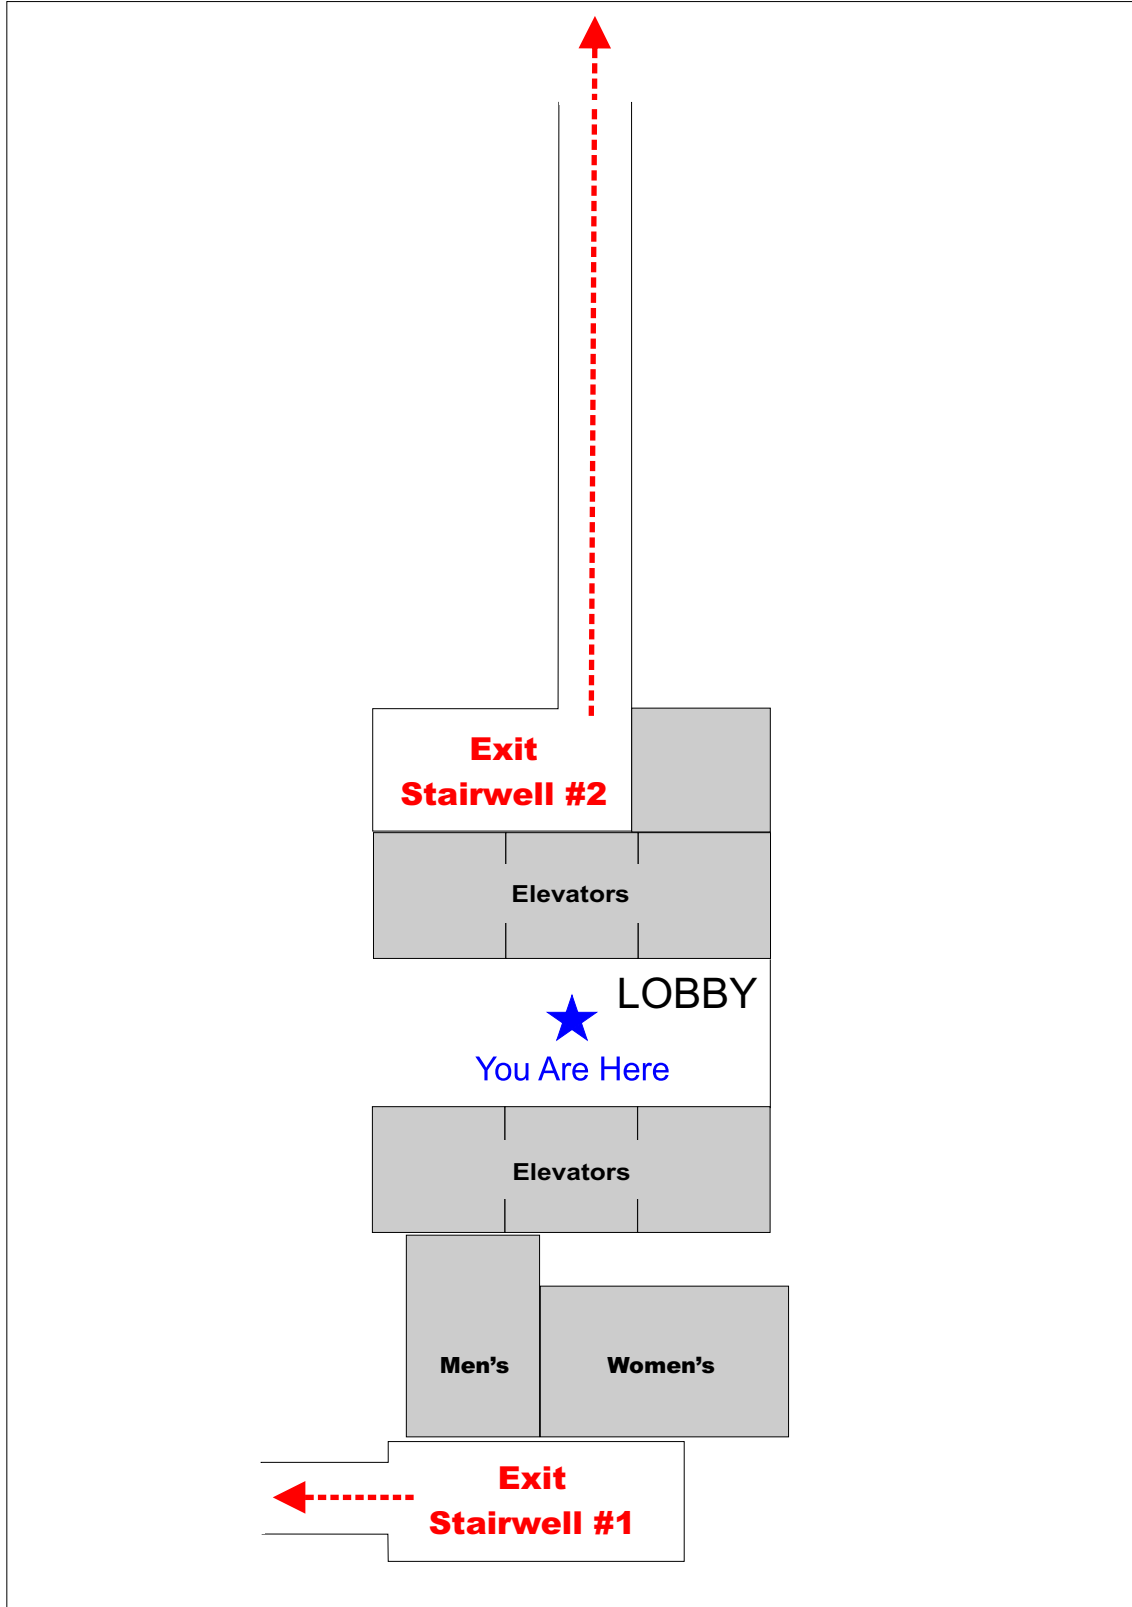 Exit
Stairwell #2
Elevators
LOBBY
You Are Here
Elevators
Men’s
Women’s
Exit
Stairwell #1